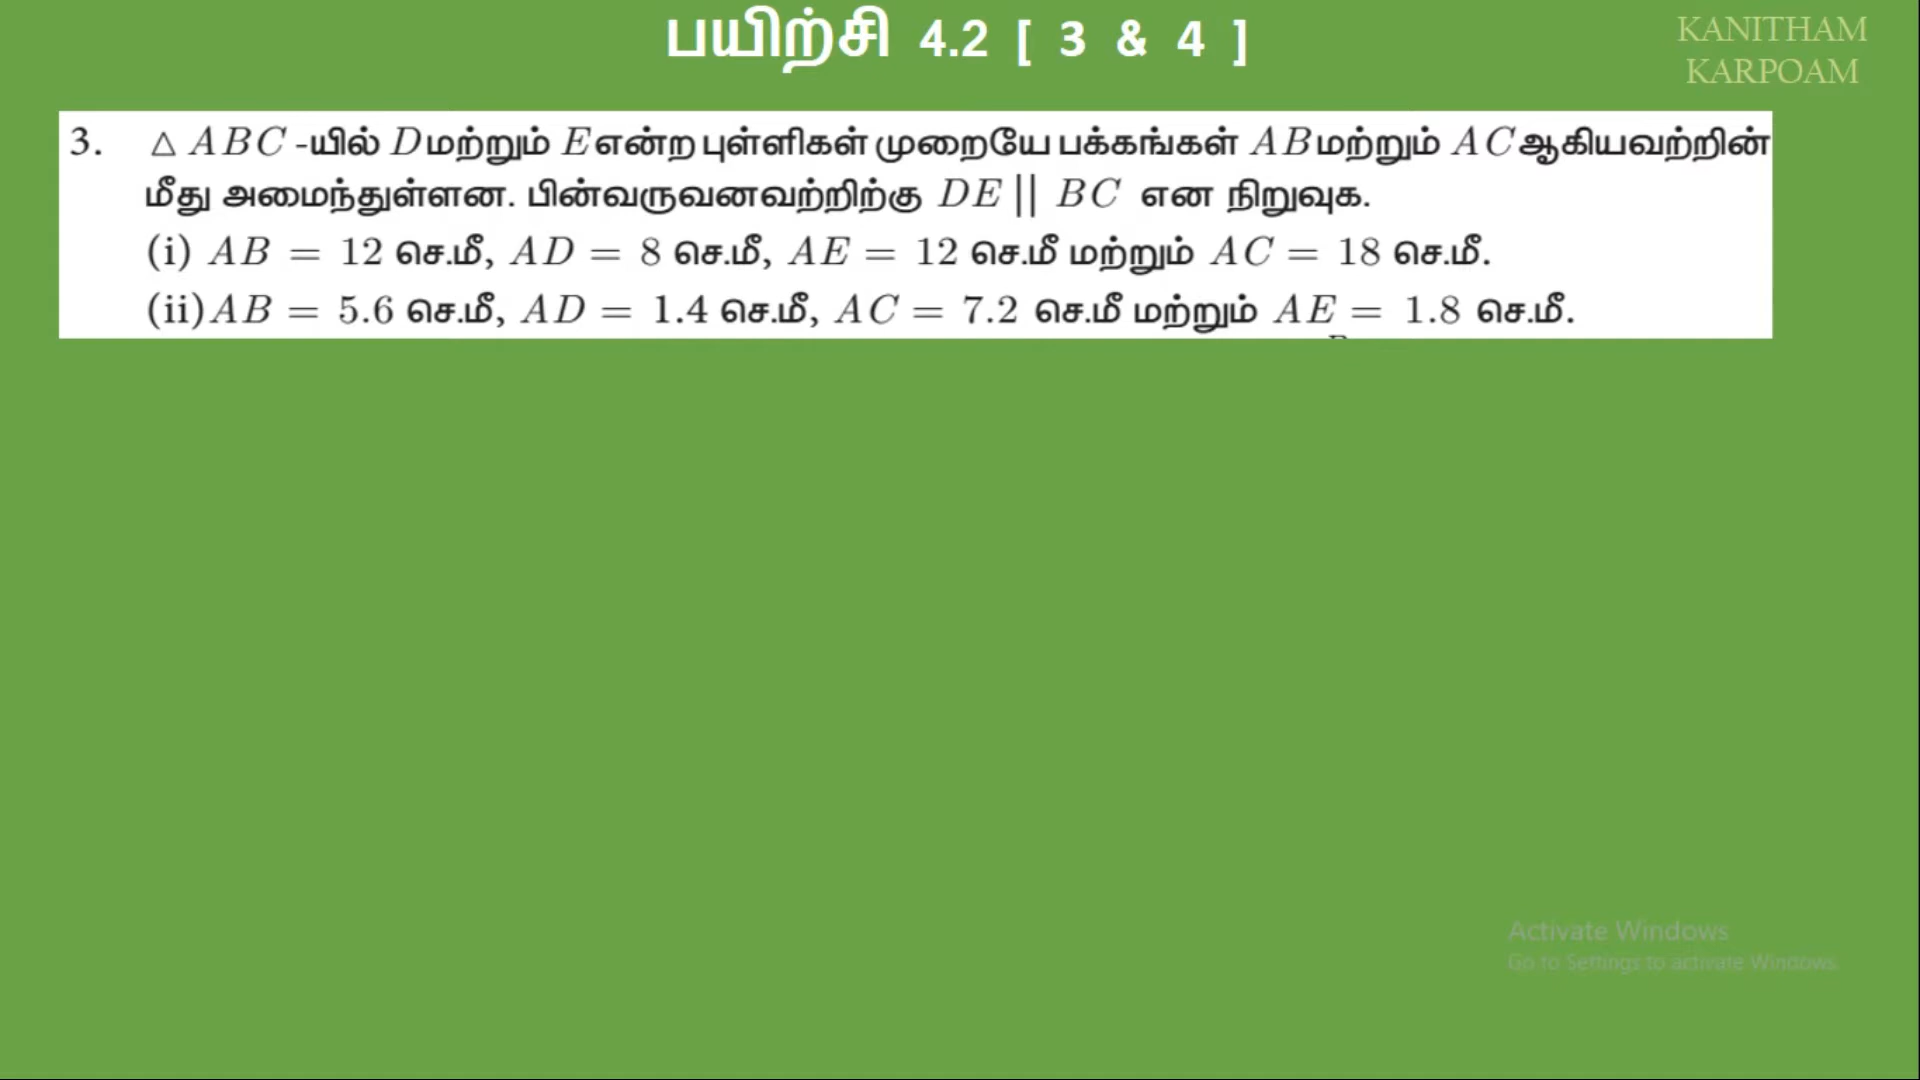 பயிற்சி 4.2 [ 3 & 4 ]
KANITHAM
KARPOAM
3. △ ABC -யில் D மற்றும் E என்ற புள்ளிகள் முறையே பக்கங்கள் AB மற்றும் AC ஆகியவற்றின்
மீது அமைந்துள்ளன. பின்வருவனவற்றிற்கு DE || BC என நிறுவுக.
(i) AB = 12 செ.மீ, AD = 8 செ.மீ, AE = 12 செ.மீ மற்றும் AC = 18 செ.மீ.
(ii) AB = 5.6 செ.மீ, AD = 1.4 செ.மீ, AC = 7.2 செ.மீ மற்றும் AE = 1.8 செ.மீ.
Activate Windows
Go to Settings to activate Windows.